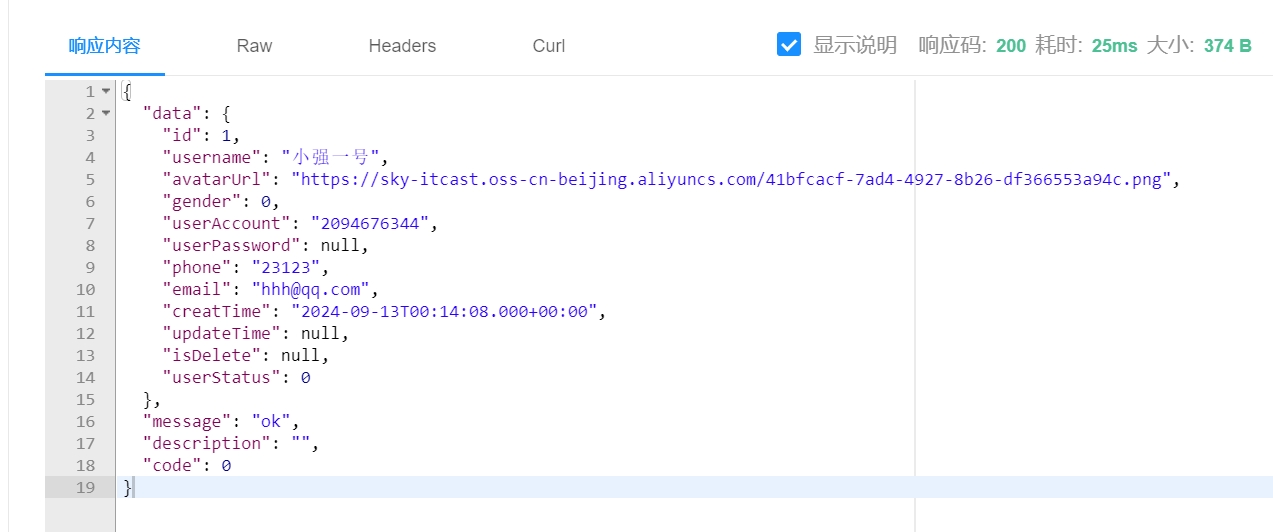 响应内容 Raw Headers Curl 显示说明 响应码: 200 耗时: 25ms 大小: 374 B
1 {
2 "data": {
3 "id": 1,
4 "username": "小强一号",
5 "avatarUrl": "https://sky-itcast.oss-cn-beijing.aliyuncs.com/41bfcacf-7ad4-4927-8b26-df366553a94c.png",
6 "gender": 0,
7 "userAccount": "2094676344",
8 "userPassword": null,
9 "phone": "23123",
10 "email": "hhh@qq.com",
11 "creatTime": "2024-09-13T00:14:08.000+00:00",
12 "updateTime": null,
13 "isDelete": null,
14 "userStatus": 0
15 },
16 "message": "ok",
17 "description": "",
18 "code": 0
19 }